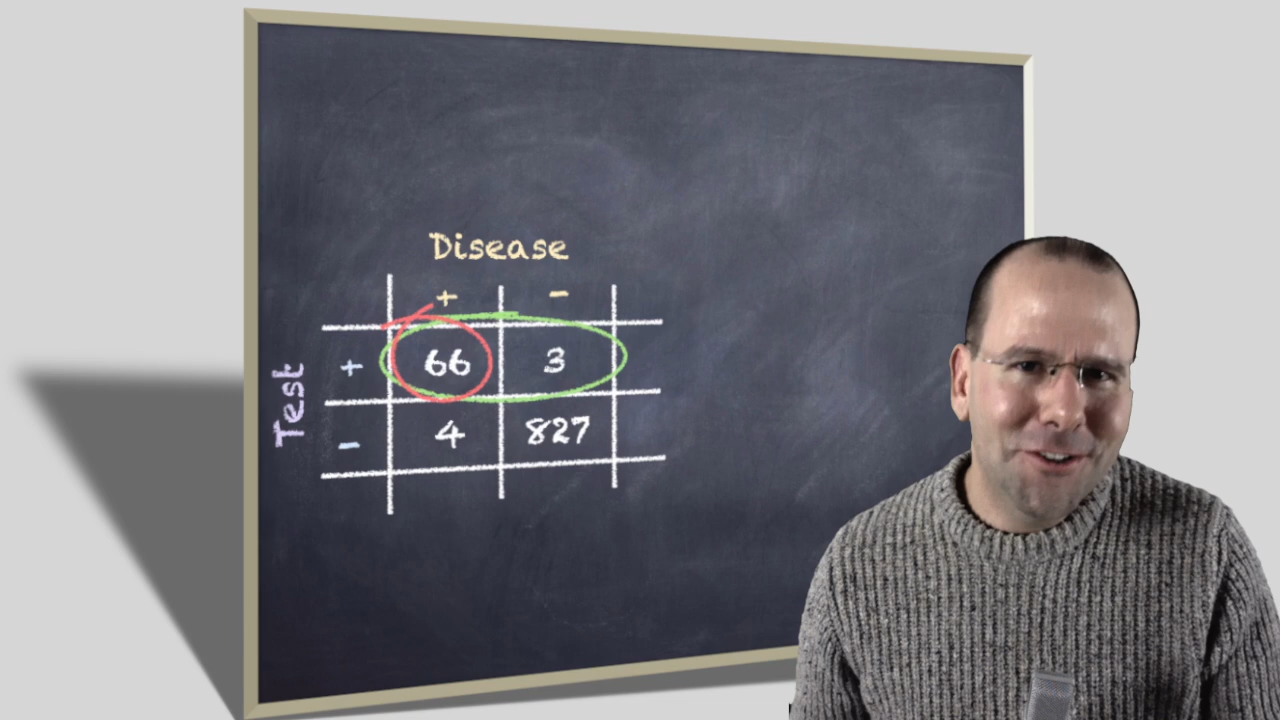 Disease
+ −
Test
+ 66 3
− 4 827